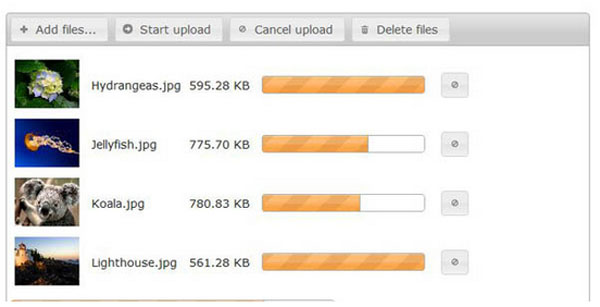 Add files... Start upload Cancel upload Delete files
Hydrangeas.jpg 595.28 KB
Jellyfish.jpg 775.70 KB
Koala.jpg 780.83 KB
Lighthouse.jpg 561.28 KB